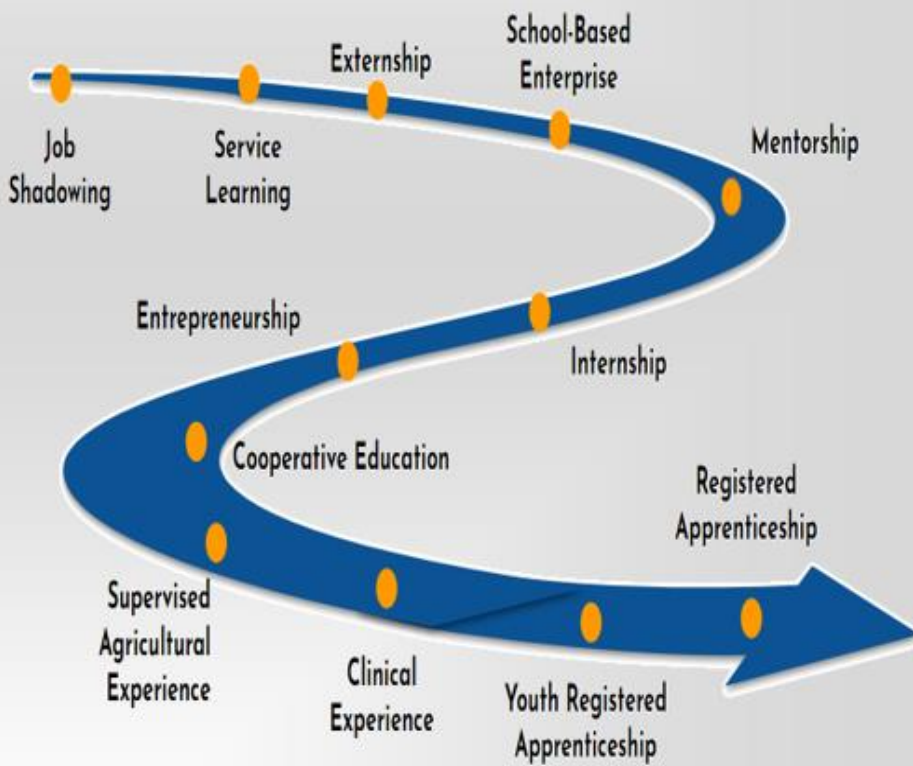 Job
Shadowing
Service
Learning
Externship
School-Based
Enterprise
Mentorship
Internship
Entrepreneurship
Cooperative Education
Supervised
Agricultural
Experience
Clinical
Experience
Youth Registered
Apprenticeship
Registered
Apprenticeship